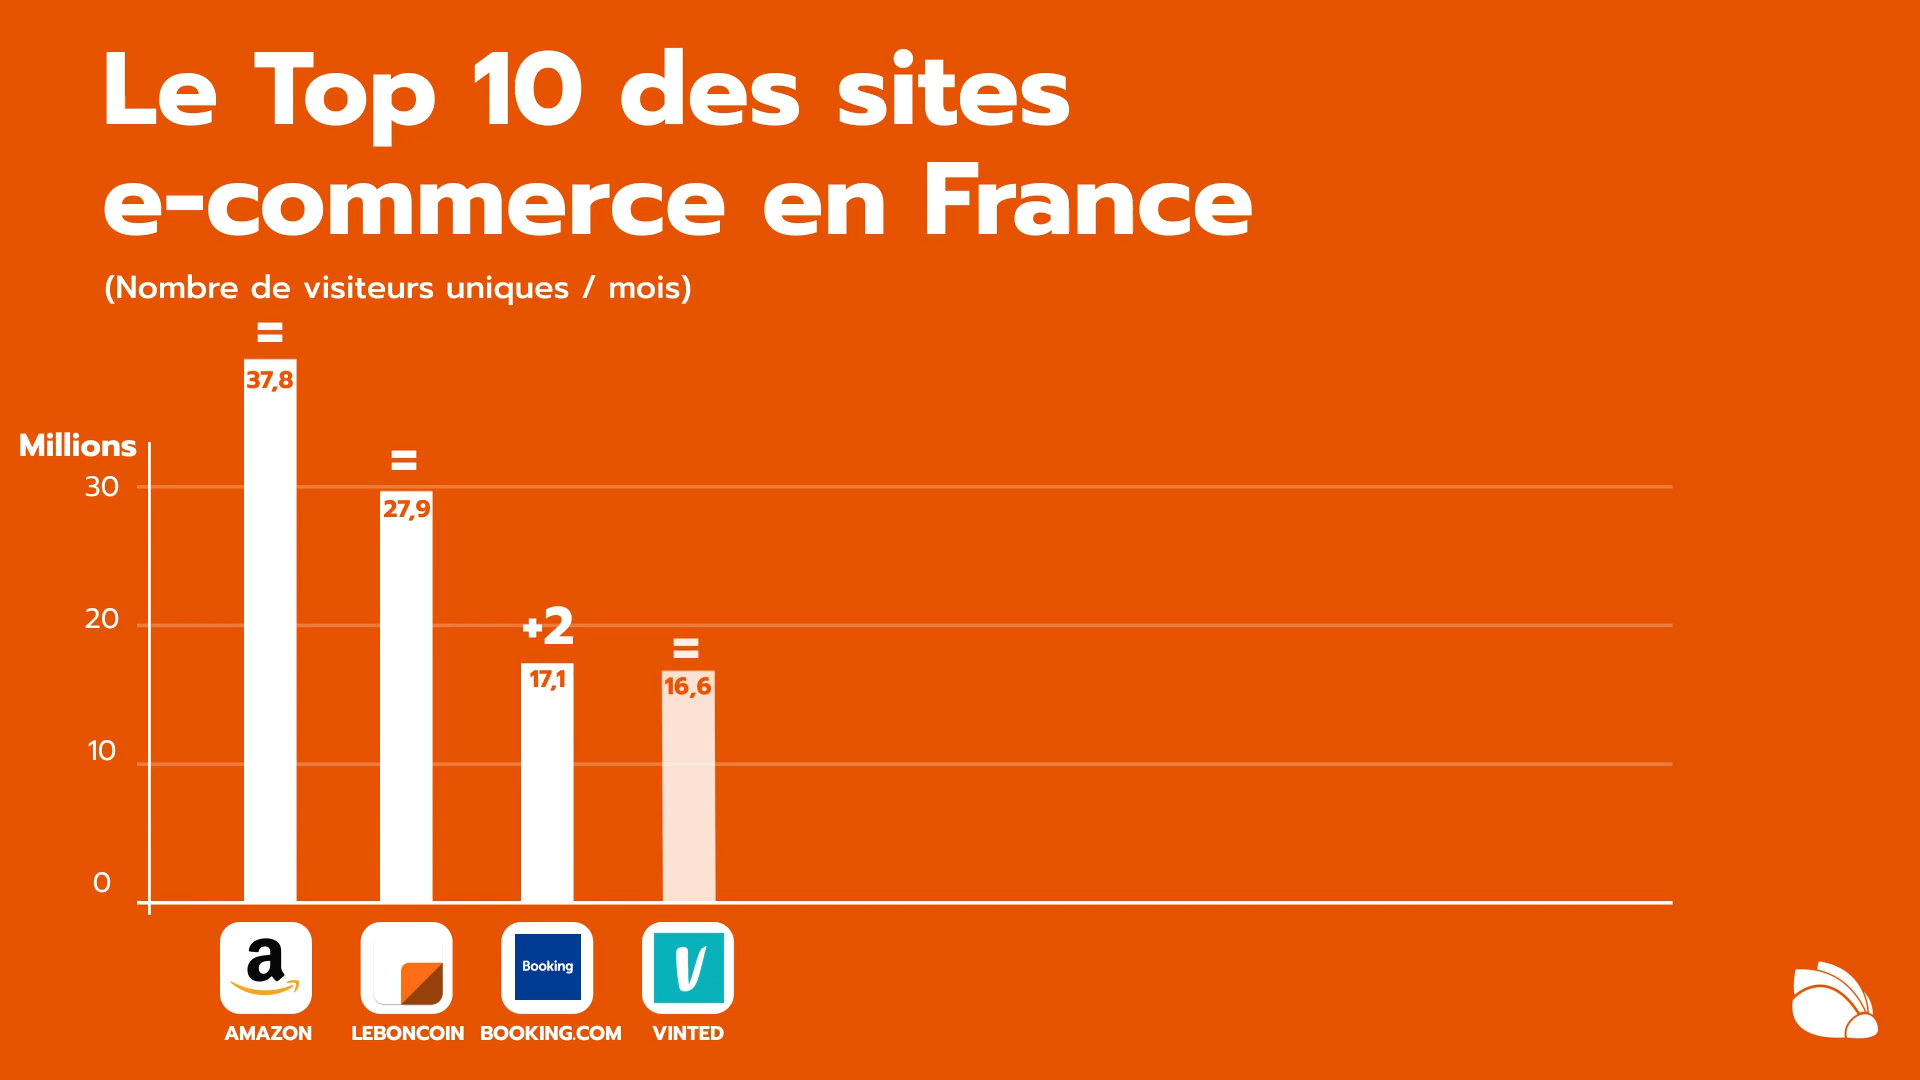 Le Top 10 des sites
e-commerce en France
(Nombre de visiteurs uniques / mois)
=
37,8
Millions
=
30
27,9
+2
20
=
17,1
16,6
10
0
a
Booking
V
AMAZON
LEBONCOIN
BOOKING.COM
VINTED